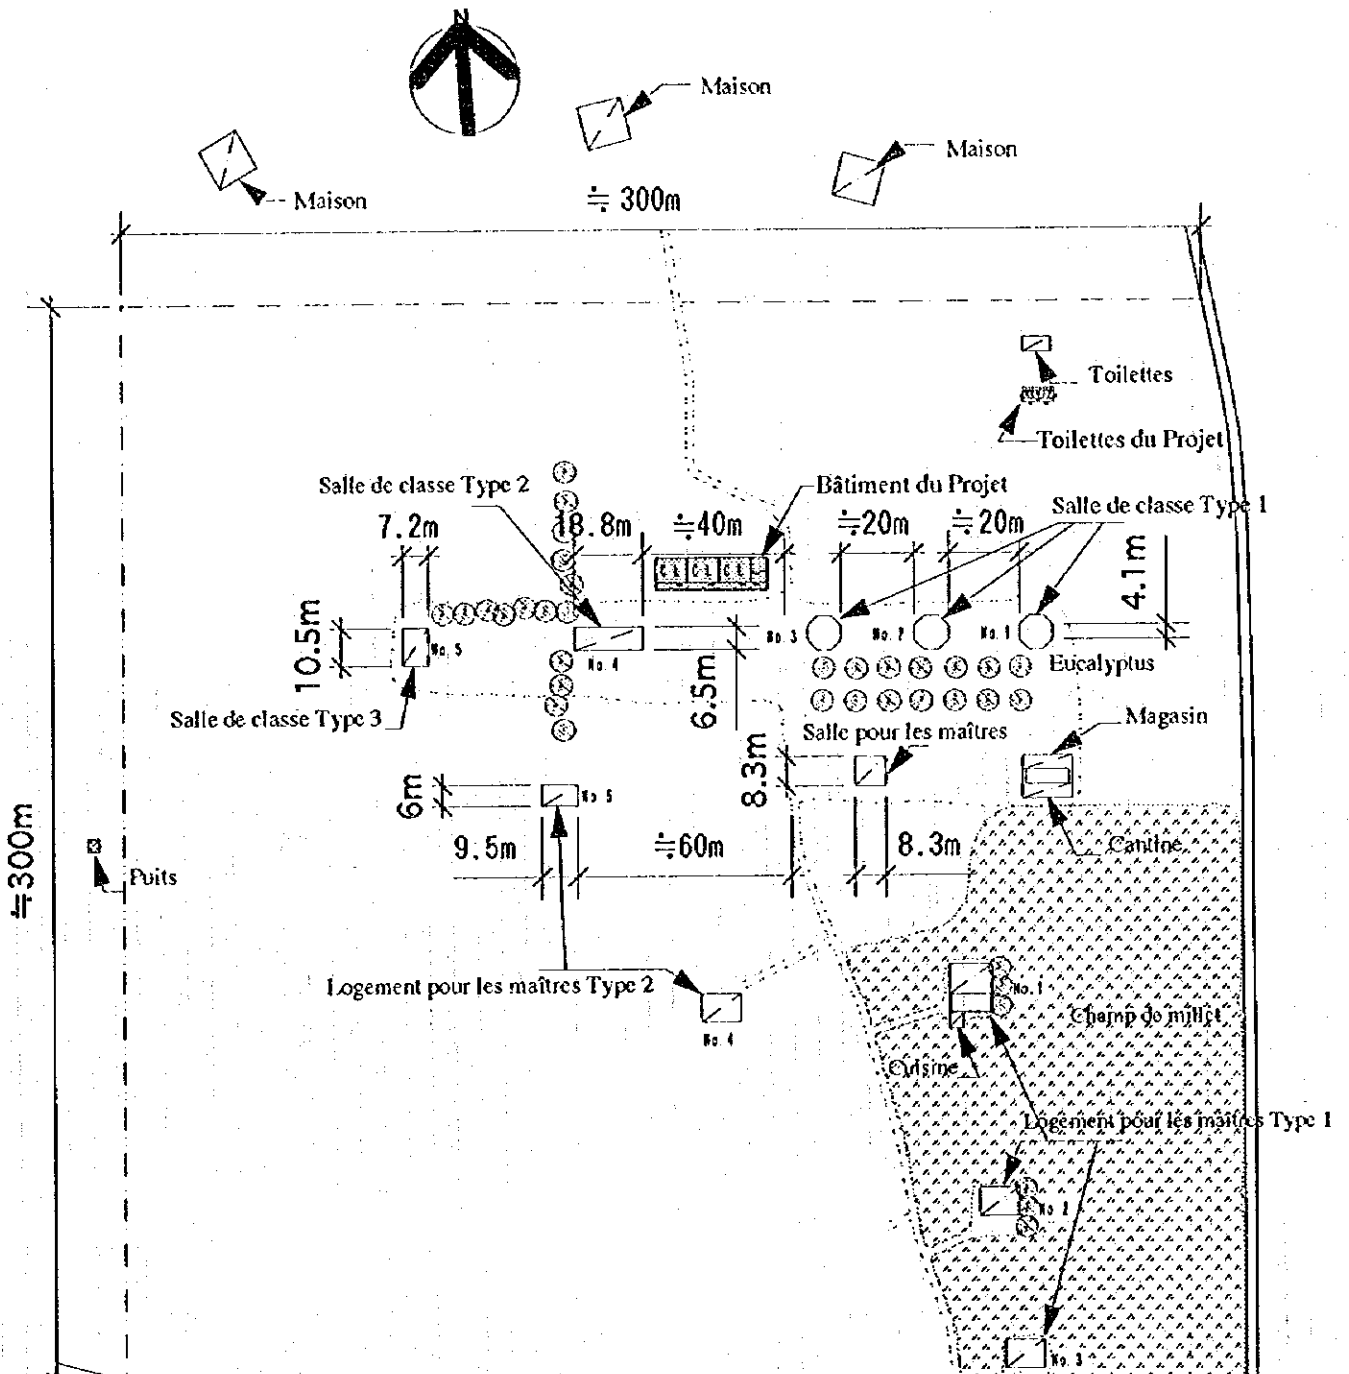 N
Maison
Maison
Maison
≒ 300m
Toilettes
Toilettes du Projet
Salle de classe Type 2
Bâtiment du Projet
Salle de classe Type 1
7.2m
18.8m
≒40m
≒20m
≒20m
4.1m
C L
C L
C L
10.5m
No. 5
No. 4
6.5m
No. 3
No. 2
No. 1
Eucalyptus
Salle de classe Type 3
Salle pour les maîtres
Magasin
8.3m
6m
No. 5
9.5m
≒60m
8.3m
Cantine
≒300m
Puits
Logement pour les maîtres Type 2
No. 1
Champ de millet
No. 4
Cuisine
Logement pour les maîtres Type 1
No. 2
No. 3